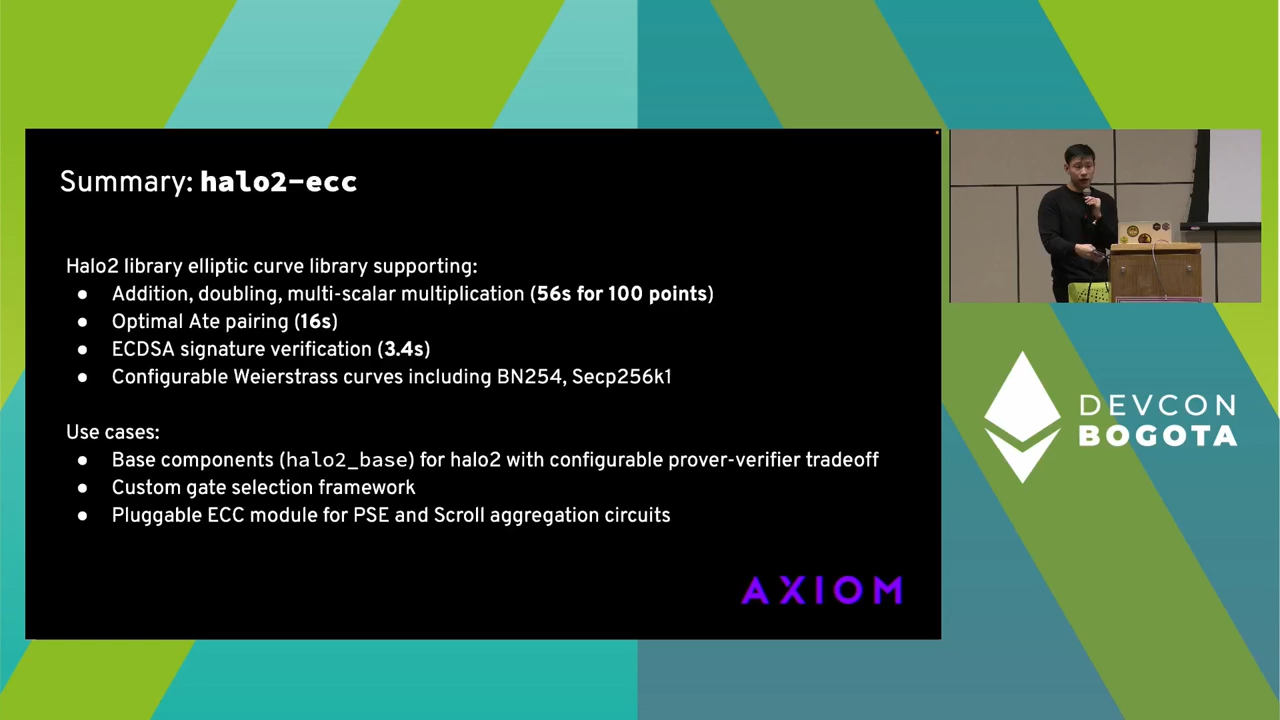 Summary: halo2-ecc
Halo2 library elliptic curve library supporting:
● Addition, doubling, multi-scalar multiplication (56s for 100 points)
● Optimal Ate pairing (16s)
● ECDSA signature verification (3.4s)
● Configurable Weierstrass curves including BN254, Secp256k1
Use cases:
● Base components (halo2_base) for halo2 with configurable prover-verifier tradeoff
● Custom gate selection framework
● Pluggable ECC module for PSE and Scroll aggregation circuits
AXIOM
DEVCON
BOGOTA